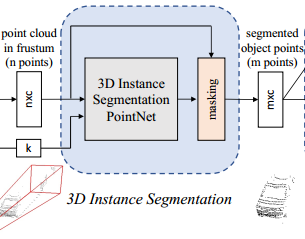 point cloud
in frustum
(n points)
segmented
object points
(m points)
nxc
3D Instance
Segmentation
PointNet
masking
mxc
k
3D Instance Segmentation